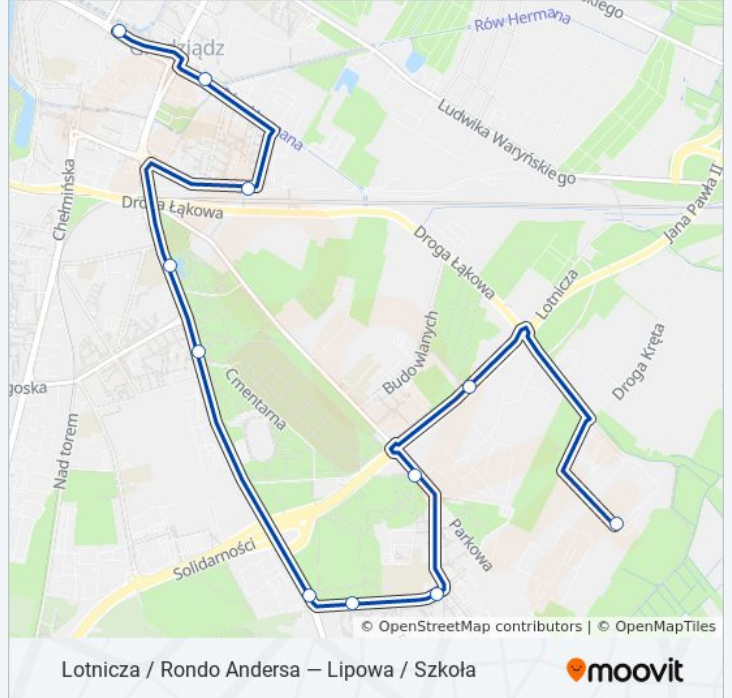 Rów Hermana
Ludwika Waryńskiego
Jana Pawła II
Chełmińska
Droga Łąkowa
Droga Łąkowa
Lotnicza
Budowlanych
Droga Kręta
goska
Cmentarna
Nad torem
Parkowa
Solidarności
© OpenStreetMap contributors | © OpenMapTiles
Lotnicza / Rondo Andersa — Lipowa / Szkoła
moovit